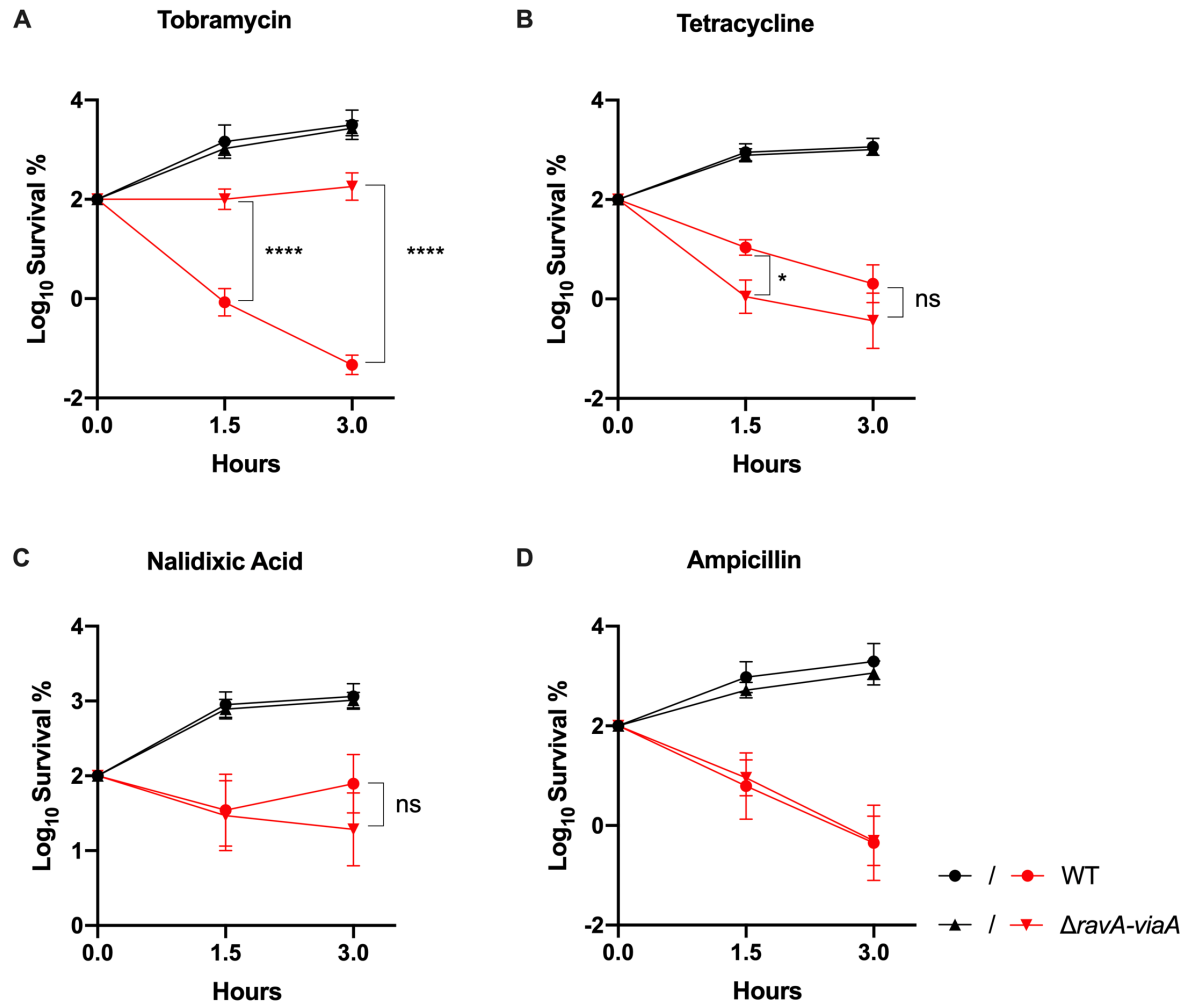 A
Tobramycin
Log10 Survival %
4
2
0
-2
****
****
0.0 1.5 3.0
Hours
B
Tetracycline
Log10 Survival %
4
2
0
-2
*
ns
0.0 1.5 3.0
Hours
C
Nalidixic Acid
Log10 Survival %
4
3
2
1
0
ns
0.0 1.5 3.0
Hours
D
Ampicillin
Log10 Survival %
4
2
0
-2
0.0 1.5 3.0
Hours
/ WT
/ ΔravA-viaA